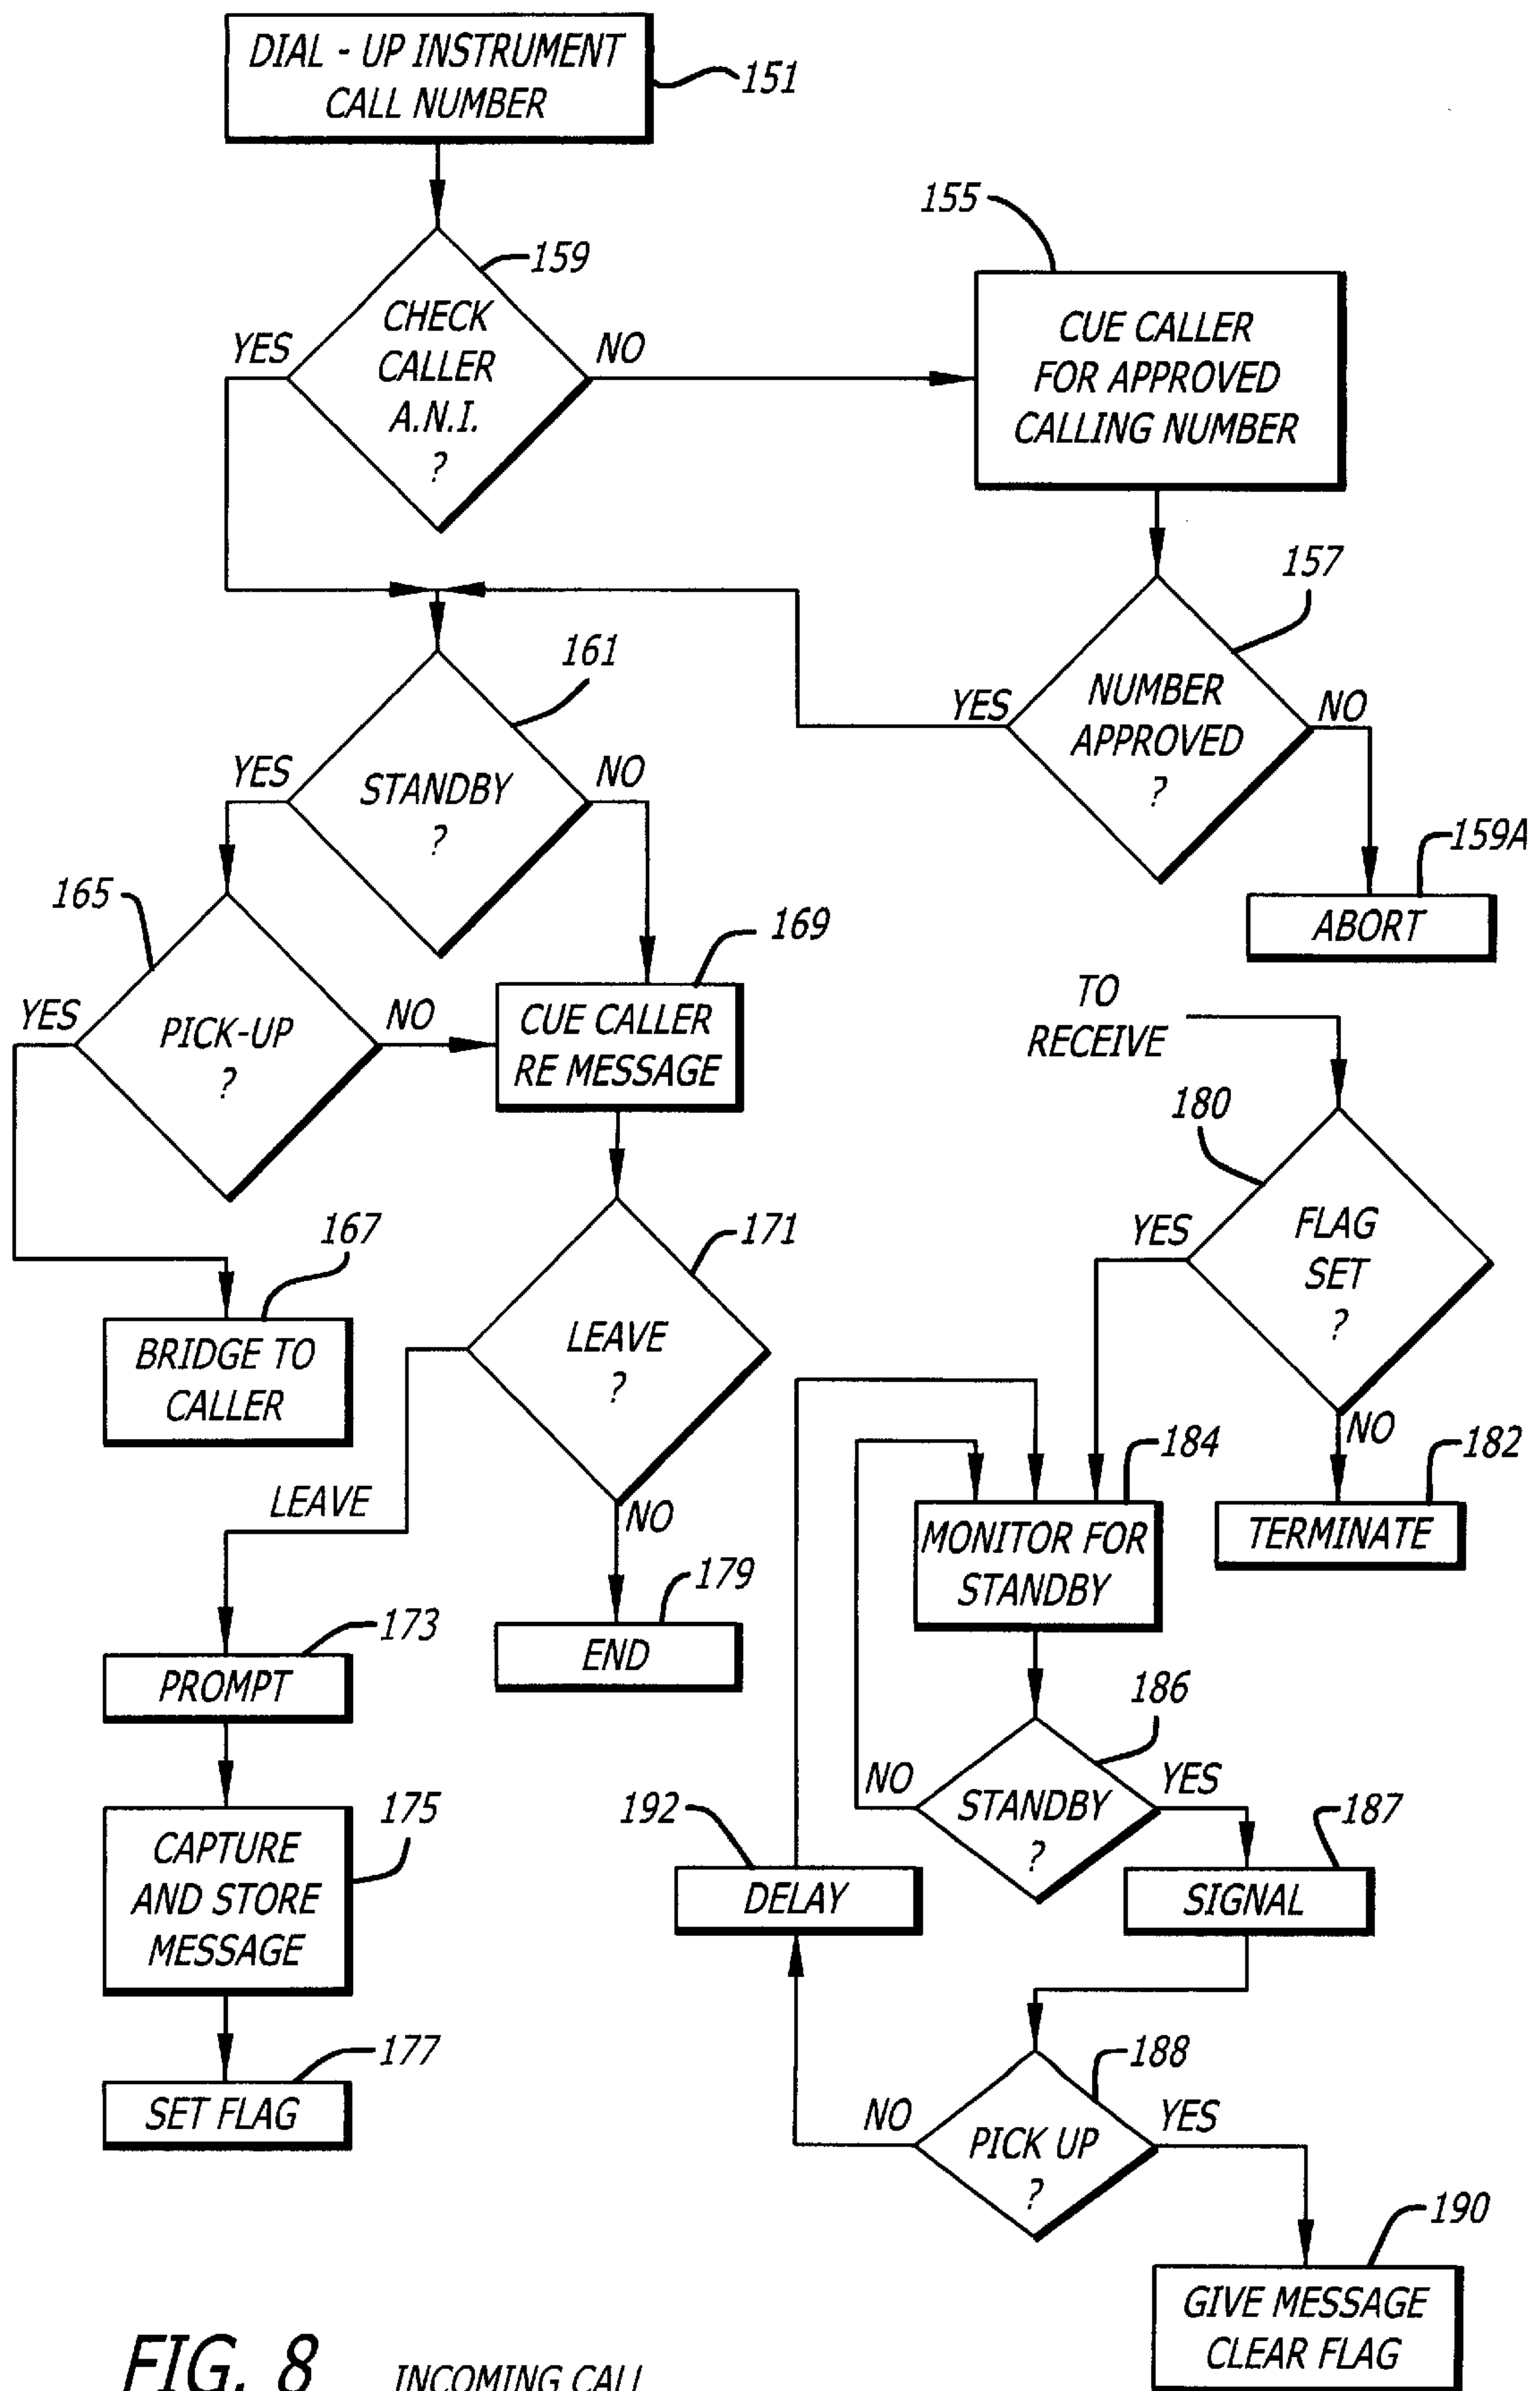 DIAL - UP INSTRUMENT
CALL NUMBER
151
159
CHECK
CALLER
A.N.I.
?
YES
NO
155
CUE CALLER
FOR APPROVED
CALLING NUMBER
157
NUMBER
APPROVED
?
YES
NO
159A
ABORT
161
STANDBY
?
YES
NO
165
PICK-UP
?
YES
NO
169
CUE CALLER
RE MESSAGE
167
BRIDGE TO
CALLER
171
LEAVE
?
LEAVE
NO
179
END
173
PROMPT
175
CAPTURE
AND STORE
MESSAGE
177
SET FLAG
TO
RECEIVE
180
FLAG
SET
?
YES
NO
182
TERMINATE
184
MONITOR FOR
STANDBY
186
STANDBY
?
NO
YES
187
SIGNAL
192
DELAY
188
PICK UP
?
NO
YES
190
GIVE MESSAGE
CLEAR FLAG
FIG. 8
INCOMING CALL